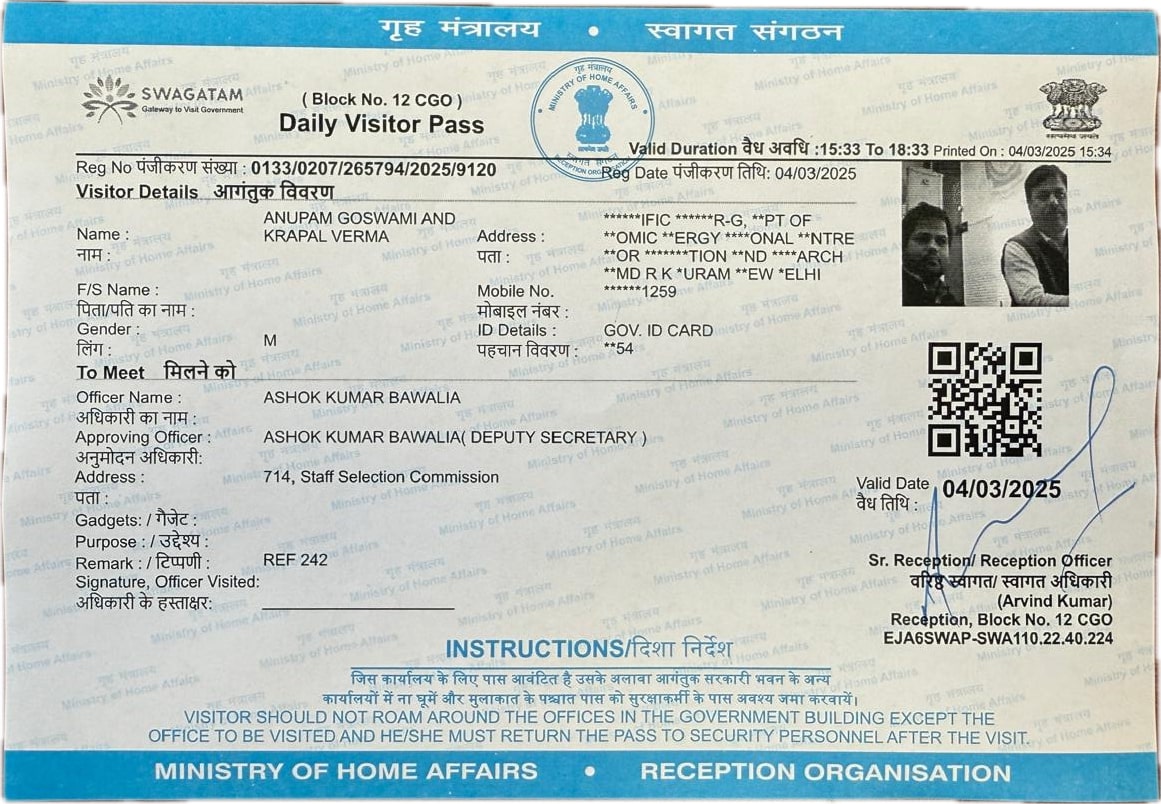 गृह मंत्रालय • स्वागत संगठन
SWAGATAM
Gateway to Visit Government
( Block No. 12 CGO )
Daily Visitor Pass
गृह मंत्रालय
MINISTRY OF HOME AFFAIRS
सत्यमेव जयते
स्वागत संगठन
RECEPTION ORGANISATION
सत्यमेव जयते
Valid Duration वैध अवधि :15:33 To 18:33 Printed On : 04/03/2025 15:34
Reg No पंजीकरण संख्या : 0133/0207/265794/2025/9120
Reg Date पंजीकरण तिथि: 04/03/2025
Visitor Details आगंतुक विवरण
Name :
नाम :
ANUPAM GOSWAMI AND
KRAPAL VERMA
Address :
पता :
******IFIC ******R-G, **PT OF
**OMIC **ERGY ****ONAL **NTRE
**OR *******TION **ND ****ARCH
**MD R K *URAM **EW *ELHI
F/S Name :
पिता/पति का नाम :
Mobile No.
मोबाइल नंबर :
******1259
Gender :
लिंग :
M
ID Details :
पहचान विवरण :
GOV. ID CARD
**54
To Meet मिलने को
Officer Name :
अधिकारी का नाम :
ASHOK KUMAR BAWALIA
Approving Officer :
अनुमोदन अधिकारी:
ASHOK KUMAR BAWALIA( DEPUTY SECRETARY )
Address :
पता :
714, Staff Selection Commission
Gadgets: / गैजेट :
Purpose : / उद्देश्य :
Remark : / टिप्पणी :
REF 242
Signature, Officer Visited:
अधिकारी के हस्ताक्षर:
Valid Date
वैध तिथि :
04/03/2025
Sr. Reception/ Reception Officer
वरिष्ठ स्वागत/ स्वागत अधिकारी
(Arvind Kumar)
Reception, Block No. 12 CGO
EJA6SWAP-SWA110.22.40.224
INSTRUCTIONS/दिशा निर्देश
जिस कार्यालय के लिए पास आवंटित है उसके अलावा आगंतुक सरकारी भवन के अन्य
कार्यालयों में ना घूमें और मुलाकात के पश्चात पास को सुरक्षाकर्मी के पास अवश्य जमा करवायें।
VISITOR SHOULD NOT ROAM AROUND THE OFFICES IN THE GOVERNMENT BUILDING EXCEPT THE
OFFICE TO BE VISITED AND HE/SHE MUST RETURN THE PASS TO SECURITY PERSONNEL AFTER THE VISIT.
MINISTRY OF HOME AFFAIRS • RECEPTION ORGANISATION